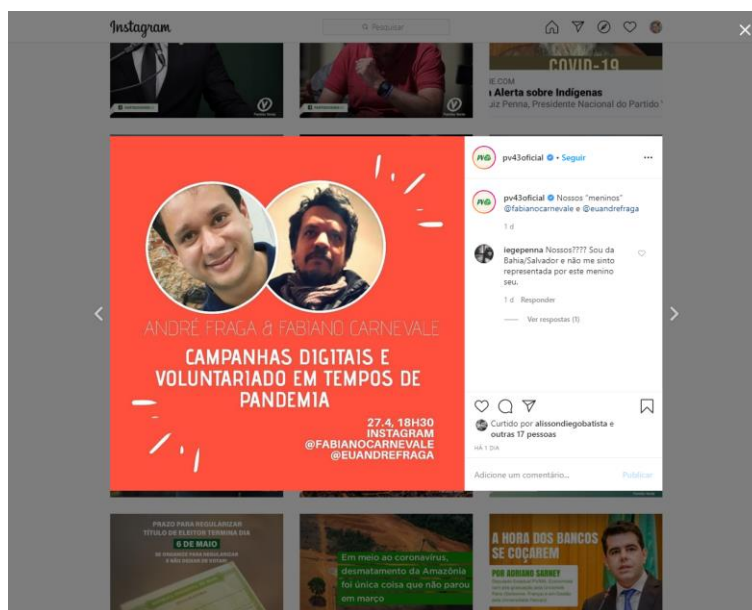 Instagram
Pesquisar
COVID-19
Alerta sobre Indígenas
uiz Penna, Presidente Nacional do Partido
ANDRÉ FRAGA & FABIANO CARNEVALE
CAMPANHAS DIGITAIS E
VOLUNTARIADO EM TEMPOS DE
PANDEMIA
27.4, 18H30
INSTAGRAM
@FABIANOCARNEVALE
@EUANDREFRAGA
pv43oficial • Seguir
pv43oficial Nossos "meninos"
@fabianocarnevale e @euandrefraga
1 d
iegepenna Nossos???? Sou da
Bahia/Salvador e não me sinto
representada por este menino
seu.
1 d Responder
Ver respostas (1)
Curtido por alissondiegobatista e
outras 17 pessoas
HÁ 1 DIA
Adicione um comentário...
Publicar
PRAZO PARA REGULARIZAR
TÍTULO DE ELEITOR TERMINA DIA
6 DE MAIO
Em meio ao coronavírus,
desmatamento da Amazônia
foi única coisa que não parou
em março
A HORA DOS BANCOS
SE COÇAREM
POR ADRIANO SARNEY